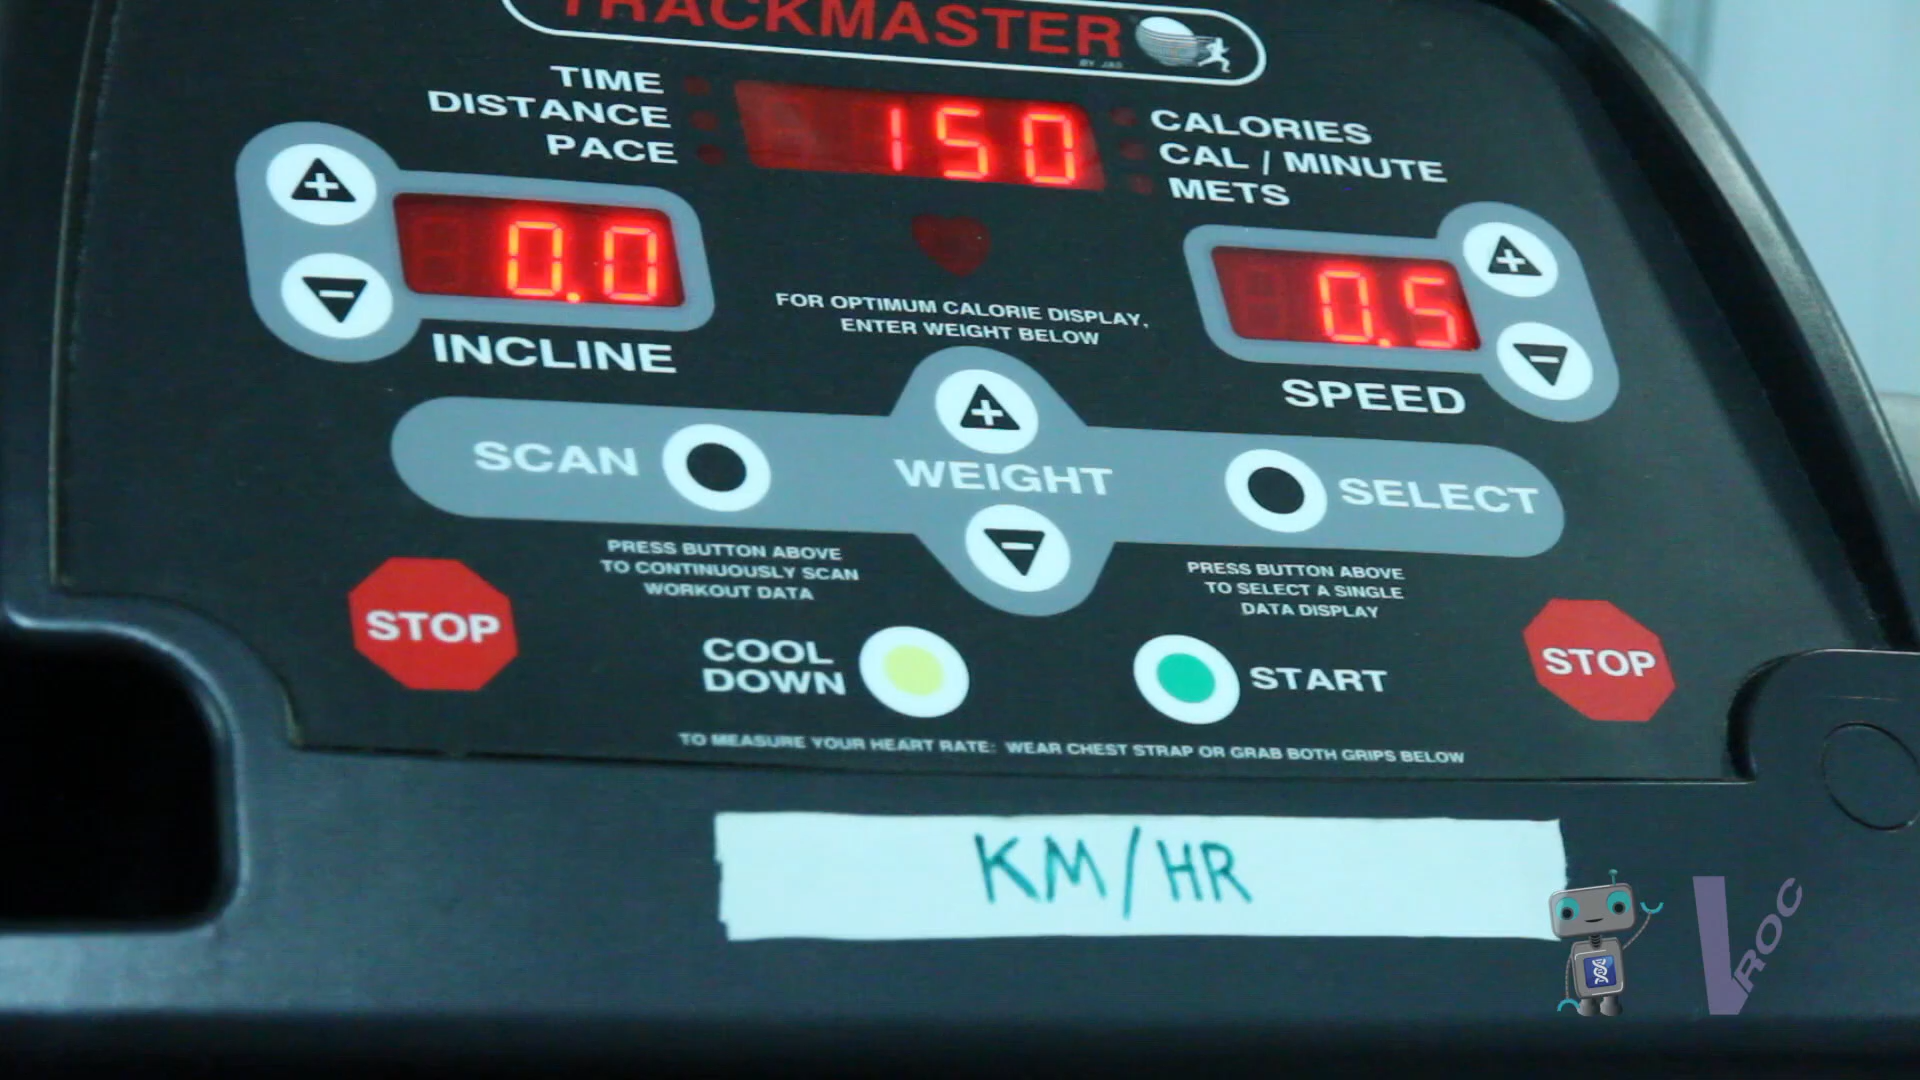 TRACKMASTER
BY JAS
TIME
DISTANCE
PACE
150
CALORIES
CAL / MINUTE
METS
0.0
INCLINE
FOR OPTIMUM CALORIE DISPLAY,
ENTER WEIGHT BELOW
0.5
SPEED
SCAN
WEIGHT
SELECT
PRESS BUTTON ABOVE
TO CONTINUOUSLY SCAN
WORKOUT DATA
PRESS BUTTON ABOVE
TO SELECT A SINGLE
DATA DISPLAY
STOP
COOL
DOWN
START
STOP
TO MEASURE YOUR HEART RATE: WEAR CHEST STRAP OR GRAB BOTH GRIPS BELOW
KM/HR
VROC